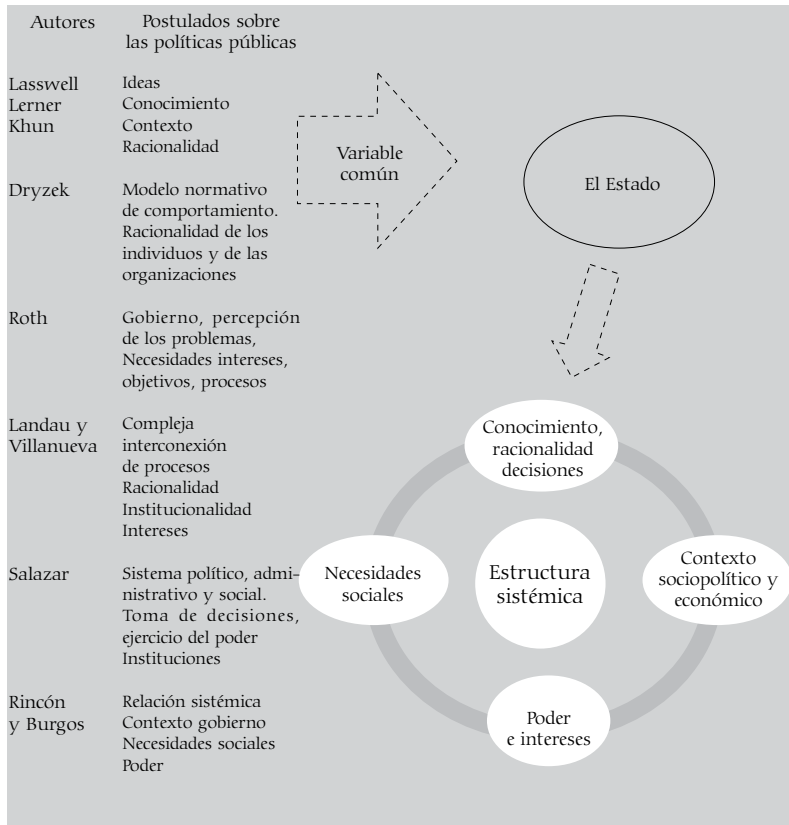 Autores
Postulados sobre
las políticas públicas
Lasswell
Lerner
Khun
Ideas
Conocimiento
Contexto
Racionalidad
Dryzek
Modelo normativo
de comportamiento.
Racionalidad de los
individuos y de las
organizaciones
Roth
Gobierno, percepción
de los problemas,
Necesidades intereses,
objetivos, procesos
Landau y
Villanueva
Compleja
interconexión
de procesos
Racionalidad
Institucionalidad
Intereses
Salazar
Sistema político, admi-
nistrativo y social.
Toma de decisiones,
ejercicio del poder
Instituciones
Rincón
y Burgos
Relación sistémica
Contexto gobierno
Necesidades sociales
Poder
Variable
común
El Estado
Conocimiento,
racionalidad
decisiones
Necesidades
sociales
Estructura
sistémica
Contexto
sociopolítico y
económico
Poder
e intereses